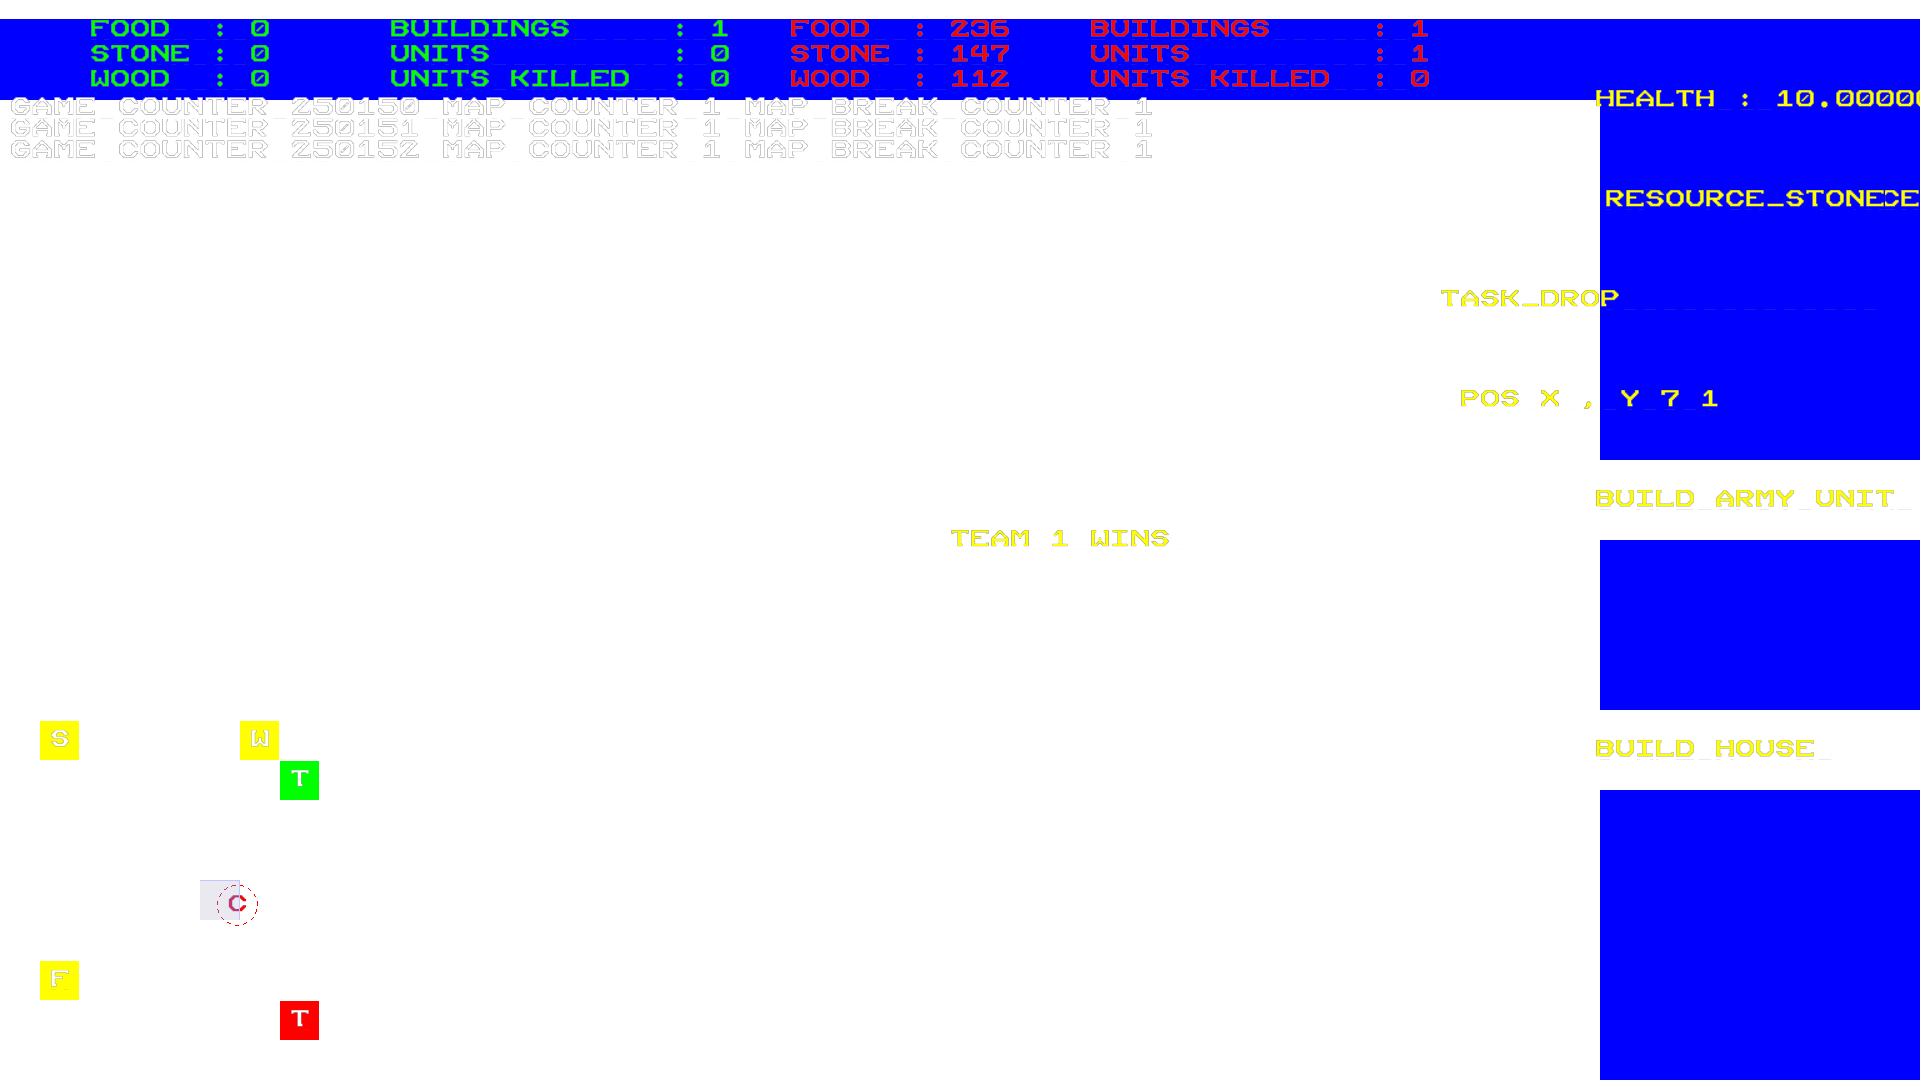 FOOD : 0 BUILDINGS : 1 FOOD : 236 BUILDINGS : 1
STONE : 0 UNITS : 0 STONE : 147 UNITS : 1
WOOD : 0 UNITS KILLED : 0 WOOD : 112 UNITS KILLED : 0
HEALTH : 10.0000
GAME COUNTER 250150 MAP COUNTER 1 MAP BREAK COUNTER 1
GAME COUNTER 250151 MAP COUNTER 1 MAP BREAK COUNTER 1
GAME COUNTER 250152 MAP COUNTER 1 MAP BREAK COUNTER 1
RESOURCE_STONE
TASK_DROP
POS X , Y 7 1
BUILD ARMY UNIT
TEAM 1 WINS
S W
BUILD HOUSE
T
C
F
T